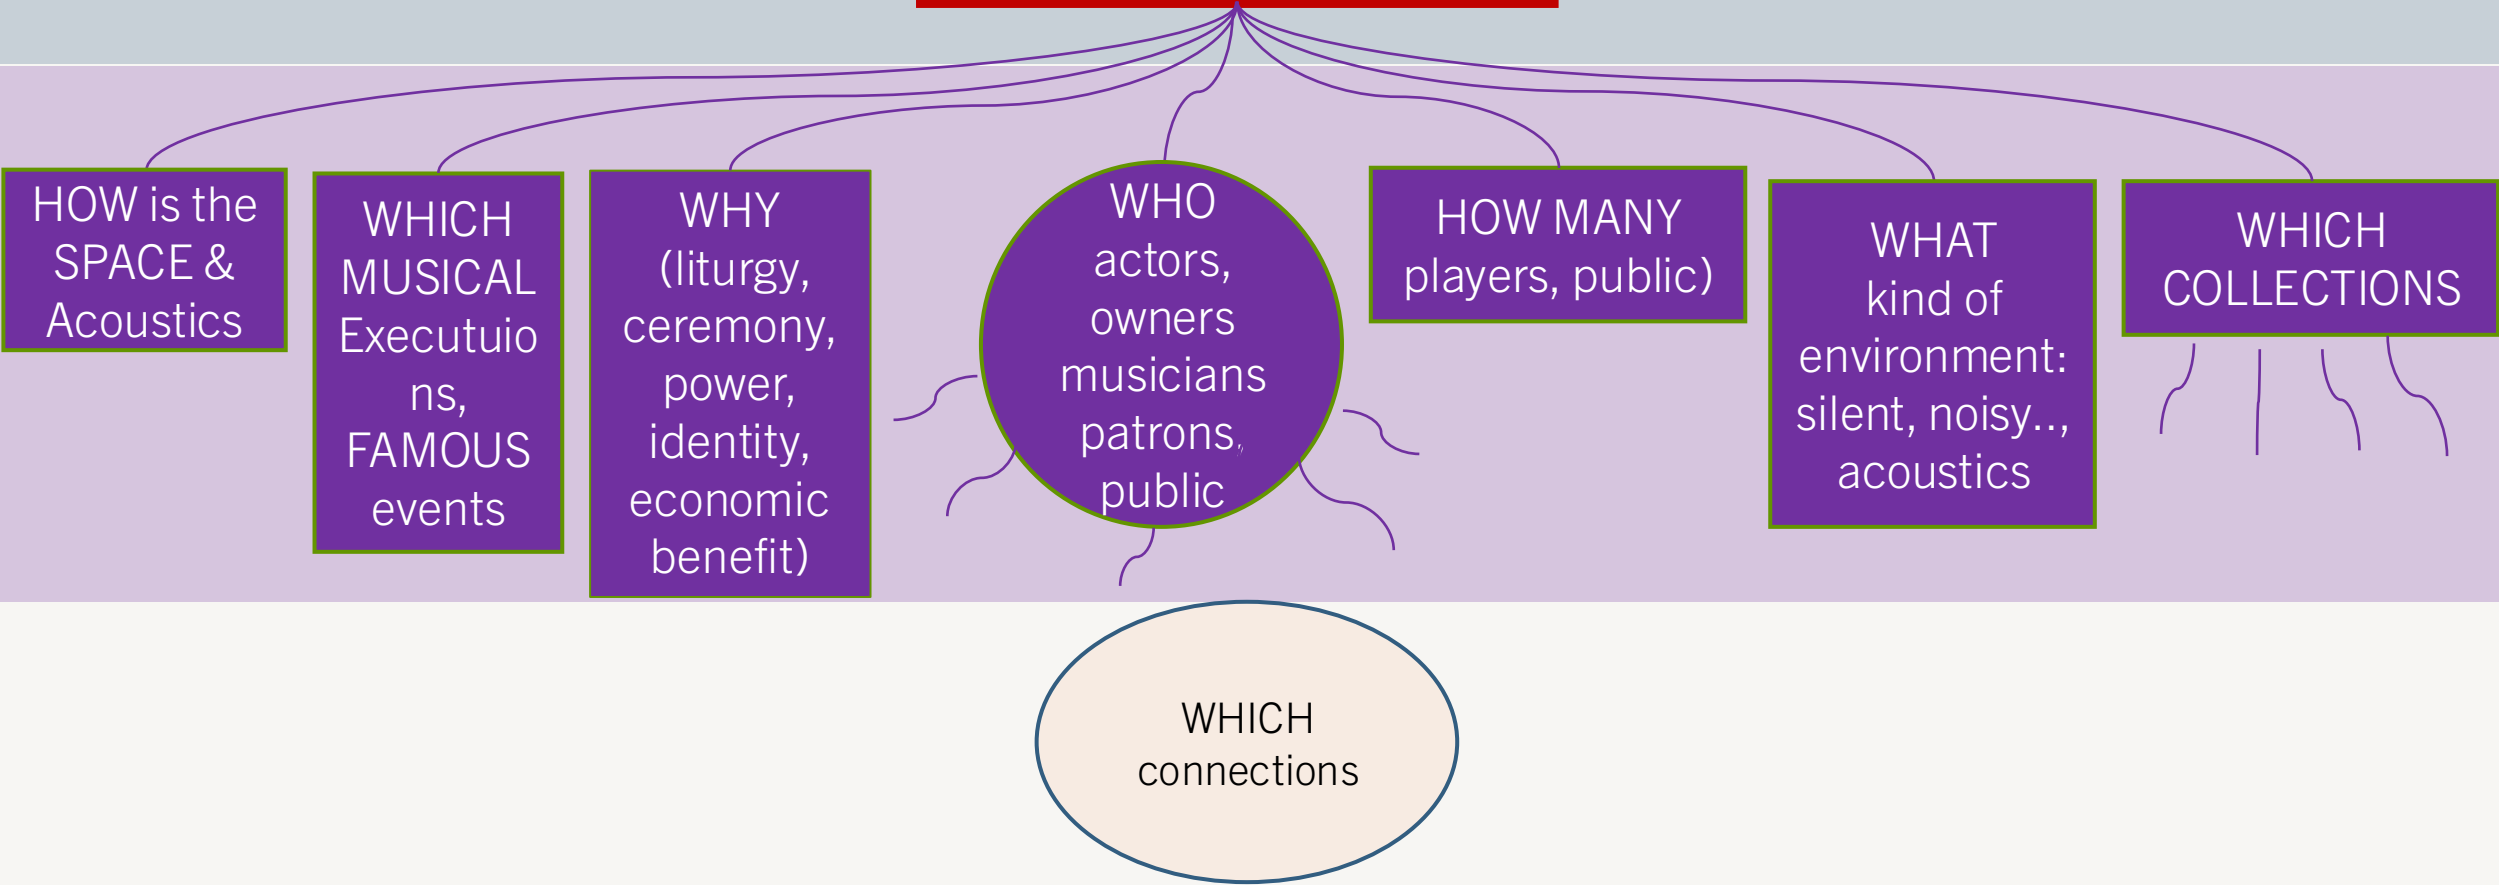 HOW is the
SPACE &
Acoustics
WHICH
MUSICAL
Executuio
ns,
FAMOUS
events
WHY
(liturgy,
ceremony,
power,
identity,
economic
benefit)
WHO
actors,
owners
musicians
patrons,
public
HOW MANY
players, public)
WHAT
kind of
environment:
silent, noisy..,
acoustics
WHICH
COLLECTIONS
WHICH
connections